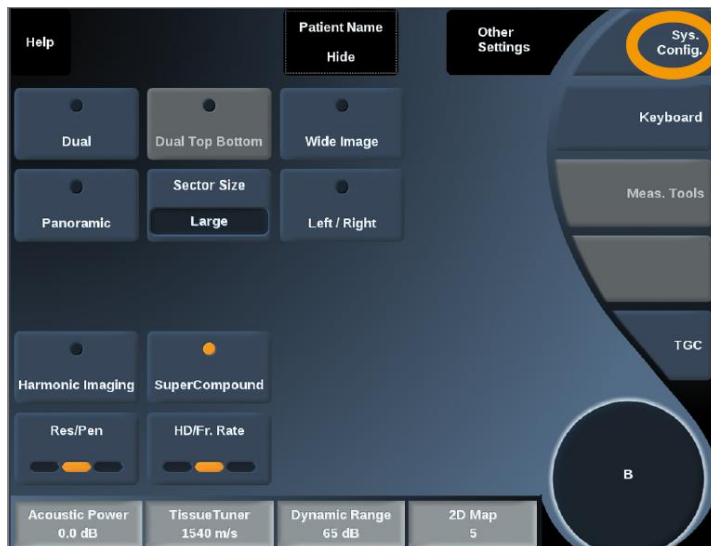 Help
Patient Name
Hide
Other
Settings
Sys.
Config.
Dual
Dual Top Bottom
Wide Image
Keyboard
Panoramic
Sector Size
Large
Left / Right
Meas. Tools
TGC
Harmonic Imaging
SuperCompound
Res/Pen
HD/Fr. Rate
B
Acoustic Power
0.0 dB
TissueTuner
1540 m/s
Dynamic Range
65 dB
2D Map
5